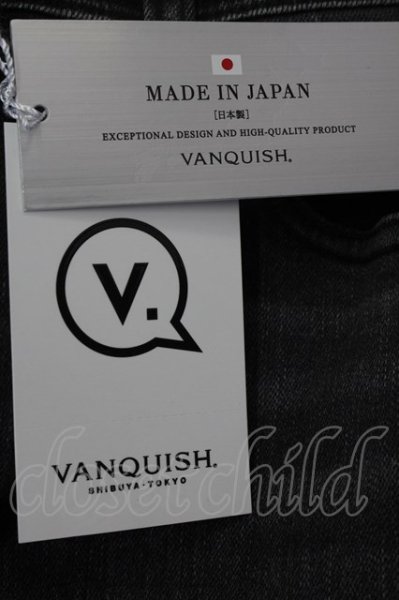 MADE IN JAPAN
[日本製]
EXCEPTIONAL DESIGN AND HIGH-QUALITY PRODUCT
VANQUISH®
V.
VANQUISH®
SHIBUYA·TOKYO
closet child